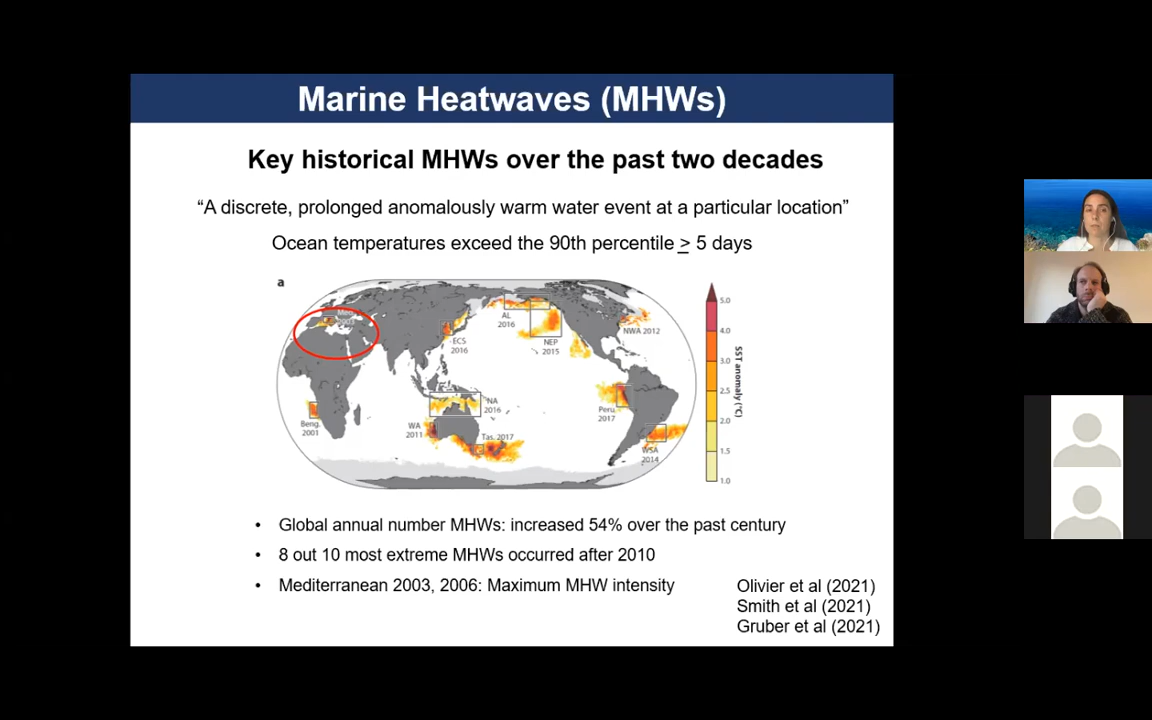 Marine Heatwaves (MHWs)
Key historical MHWs over the past two decades
“A discrete, prolonged anomalously warm water event at a particular location”
Ocean temperatures exceed the 90th percentile > 5 days
a
AL
2016
NWA 2012
ECS
2016
NEP
2015
NA
2016
WA
2011
Tas. 2017
Peru
2017
WSA
2014
Beng.
2001
5.0
4.0
3.0
2.5
2.0
1.5
1.0
SST anomaly (°C)
• Global annual number MHWs: increased 54% over the past century
• 8 out 10 most extreme MHWs occurred after 2010
• Mediterranean 2003, 2006: Maximum MHW intensity
Olivier et al (2021)
Smith et al (2021)
Gruber et al (2021)